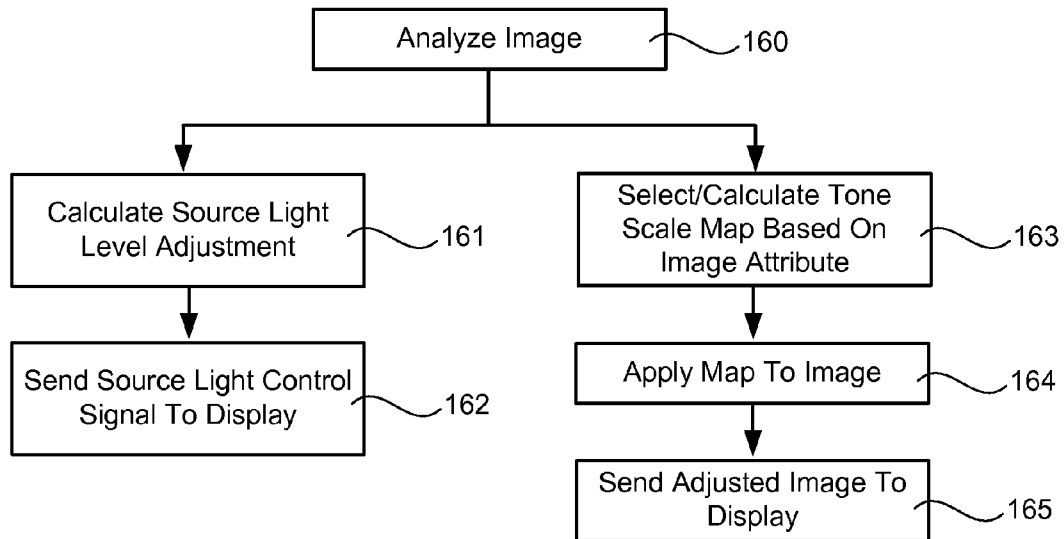 Analyze Image
160
Calculate Source Light
Level Adjustment
161
Send Source Light Control
Signal To Display
162
Select/Calculate Tone
Scale Map Based On
Image Attribute
163
Apply Map To Image
164
Send Adjusted Image To
Display
165